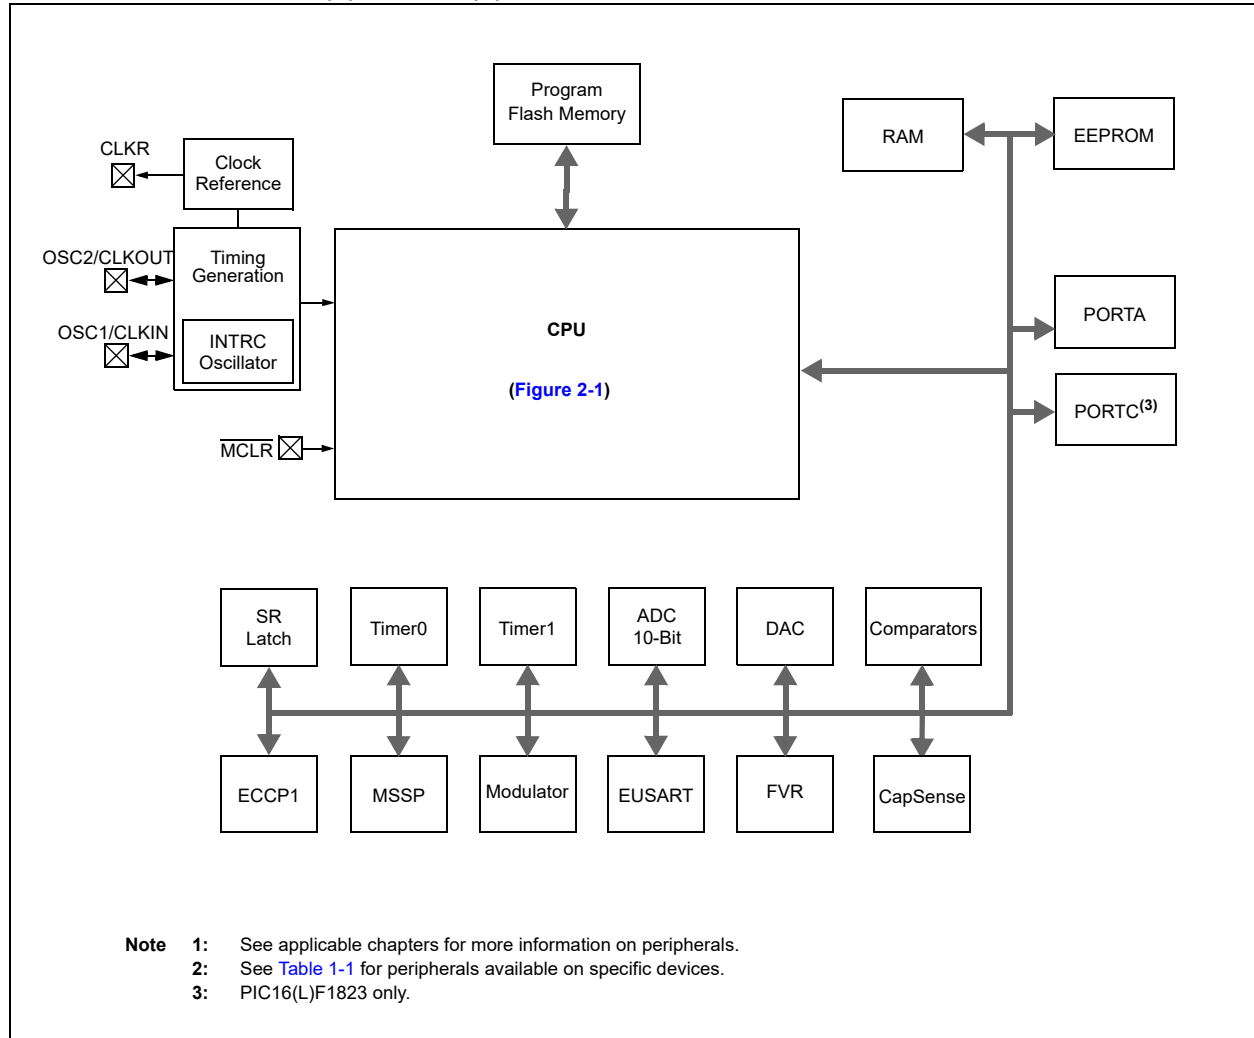 Program
Flash Memory
RAM
EEPROM
CLKR
Clock
Reference
OSC2/CLKOUT
Timing
Generation
OSC1/CLKIN
INTRC
Oscillator
MCLR
CPU
(Figure 2-1)
PORTA
PORTC(3)
SR
Latch
Timer0
Timer1
ADC
10-Bit
DAC
Comparators
ECCP1
MSSP
Modulator
EUSART
FVR
CapSense
Note 1: See applicable chapters for more information on peripherals.
2: See Table 1-1 for peripherals available on specific devices.
3: PIC16(L)F1823 only.